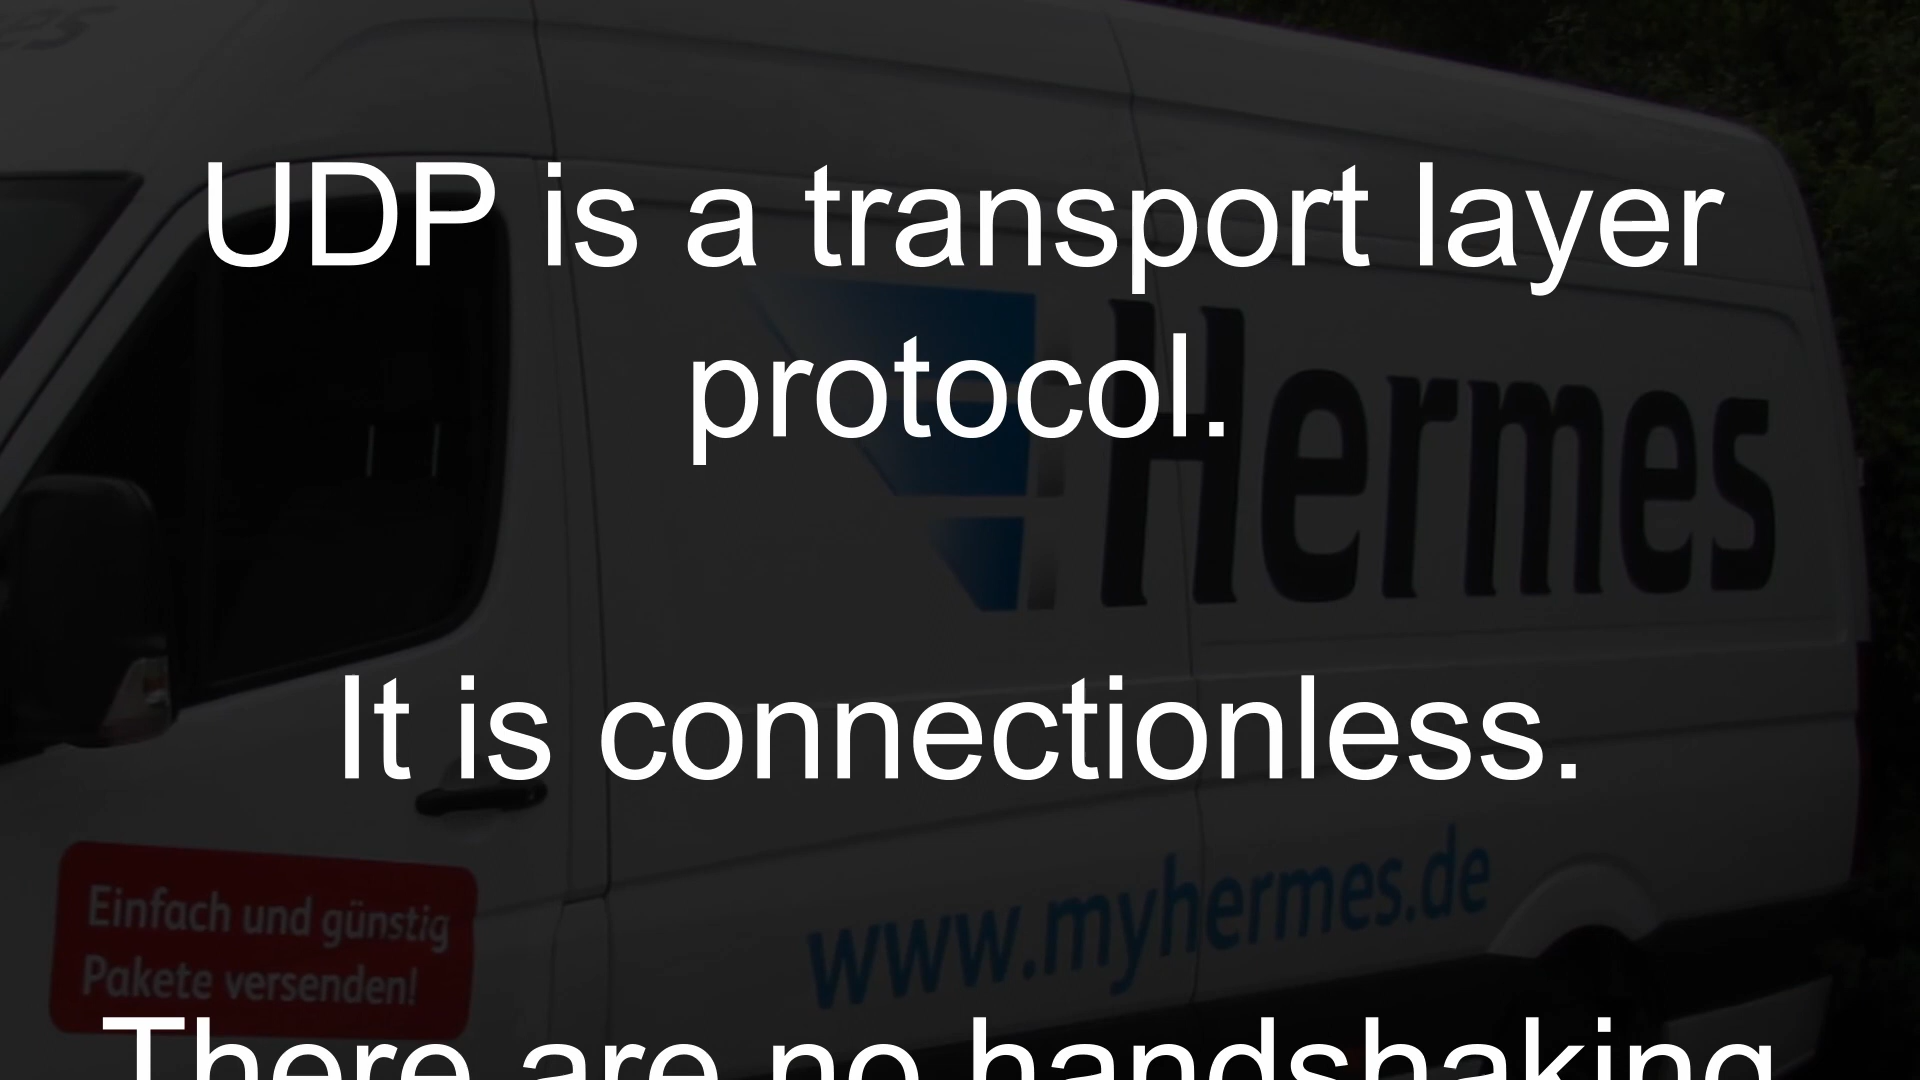 UDP is a transport layer
protocol.
Hermes
It is connectionless.
www.myhermes.de
Einfach und günstig
Pakete versenden!
There are no handshaking